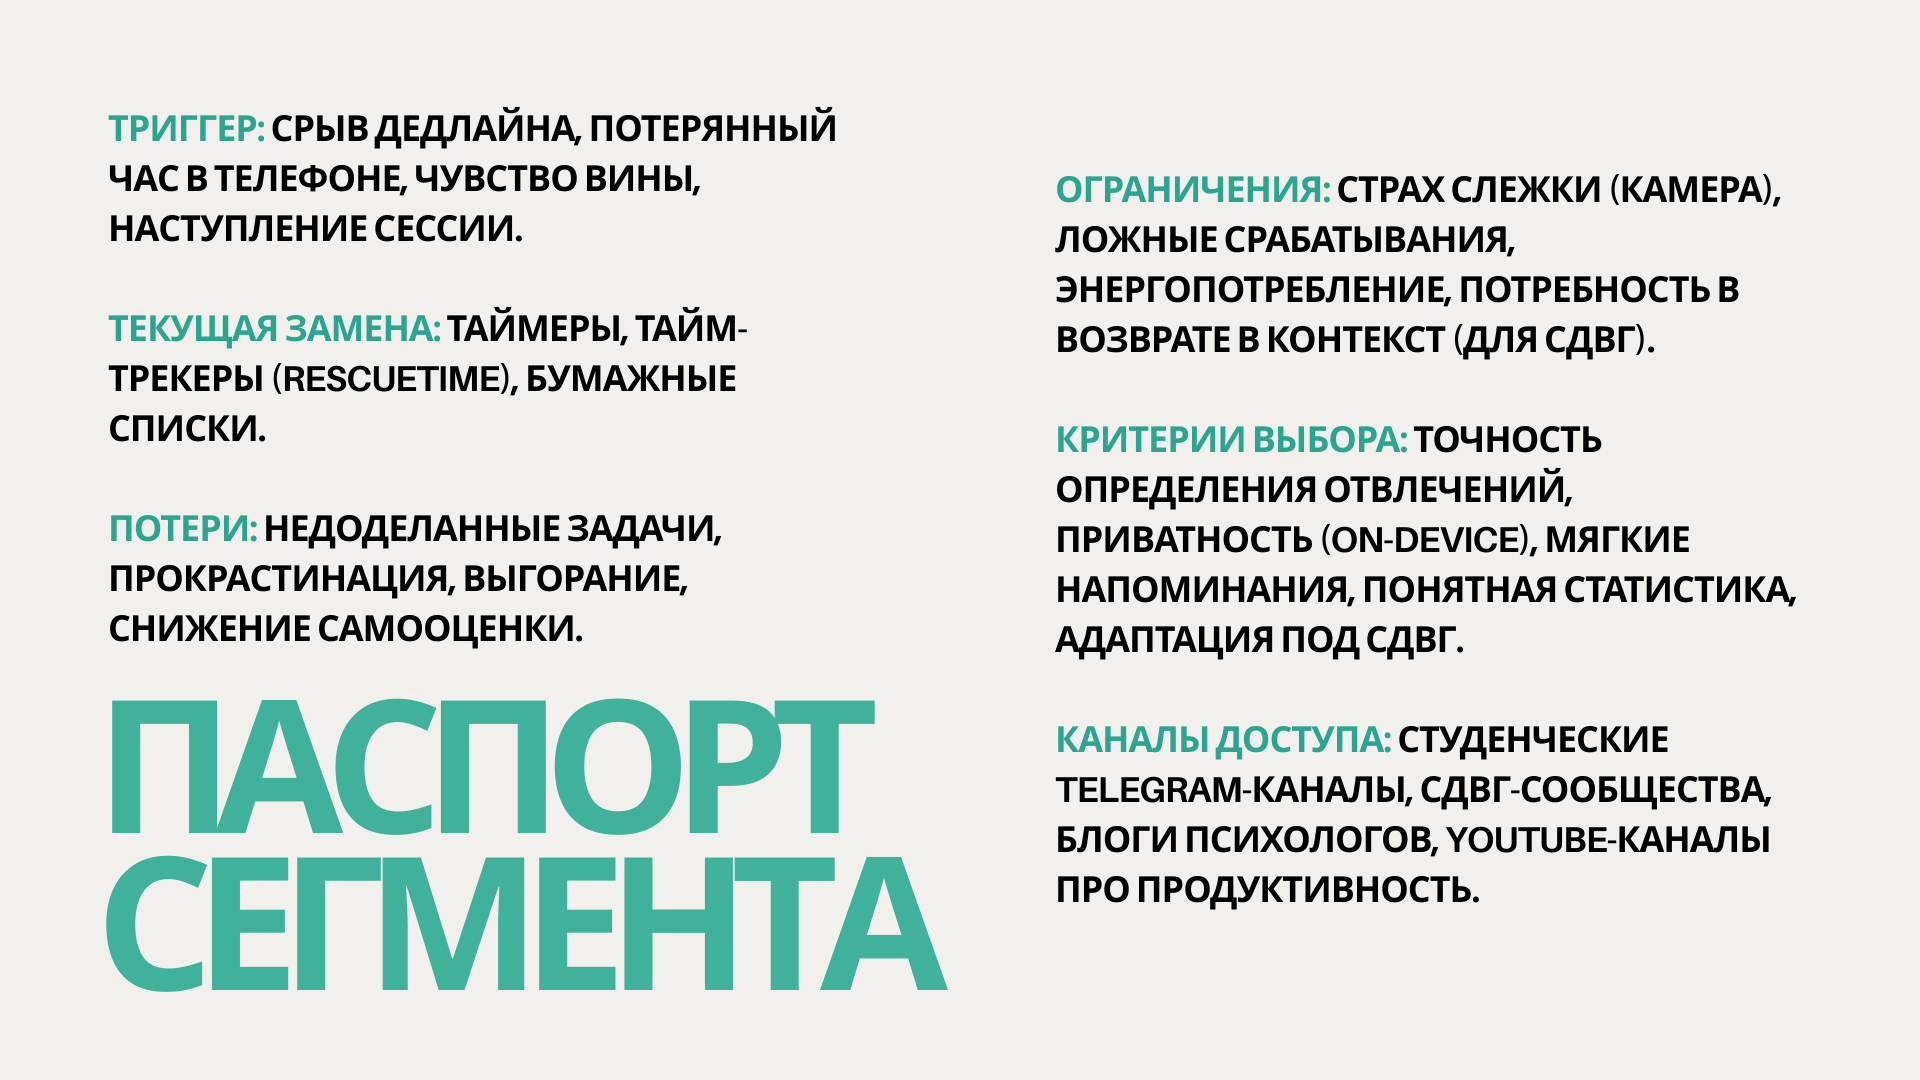 ТРИГГЕР: СРЫВ ДЕДЛАЙНА, ПОТЕРЯННЫЙ
ЧАС В ТЕЛЕФОНЕ, ЧУВСТВО ВИНЫ,
НАСТУПЛЕНИЕ СЕССИИ.
ТЕКУЩАЯ ЗАМЕНА: ТАЙМЕРЫ, ТАЙМ-
ТРЕКЕРЫ (RESCUETIME), БУМАЖНЫЕ
СПИСКИ.
ПОТЕРИ: НЕДОДЕЛАННЫЕ ЗАДАЧИ,
ПРОКРАСТИНАЦИЯ, ВЫГОРАНИЕ,
СНИЖЕНИЕ САМООЦЕНКИ.
ПАСПОРТ
СЕГМЕНТА
ОГРАНИЧЕНИЯ: СТРАХ СЛЕЖКИ (КАМЕРА),
ЛОЖНЫЕ СРАБАТЫВАНИЯ,
ЭНЕРГОПОТРЕБЛЕНИЕ, ПОТРЕБНОСТЬ В
ВОЗВРАТЕ В КОНТЕКСТ (ДЛЯ СДВГ).
КРИТЕРИИ ВЫБОРА: ТОЧНОСТЬ
ОПРЕДЕЛЕНИЯ ОТВЛЕЧЕНИЙ,
ПРИВАТНОСТЬ (ON-DEVICE), МЯГКИЕ
НАПОМИНАНИЯ, ПОНЯТНАЯ СТАТИСТИКА,
АДАПТАЦИЯ ПОД СДВГ.
КАНАЛЫ ДОСТУПА: СТУДЕНЧЕСКИЕ
TELEGRAM-КАНАЛЫ, СДВГ-СООБЩЕСТВА,
БЛОГИ ПСИХОЛОГОВ, YOUTUBE-КАНАЛЫ
ПРО ПРОДУКТИВНОСТЬ.